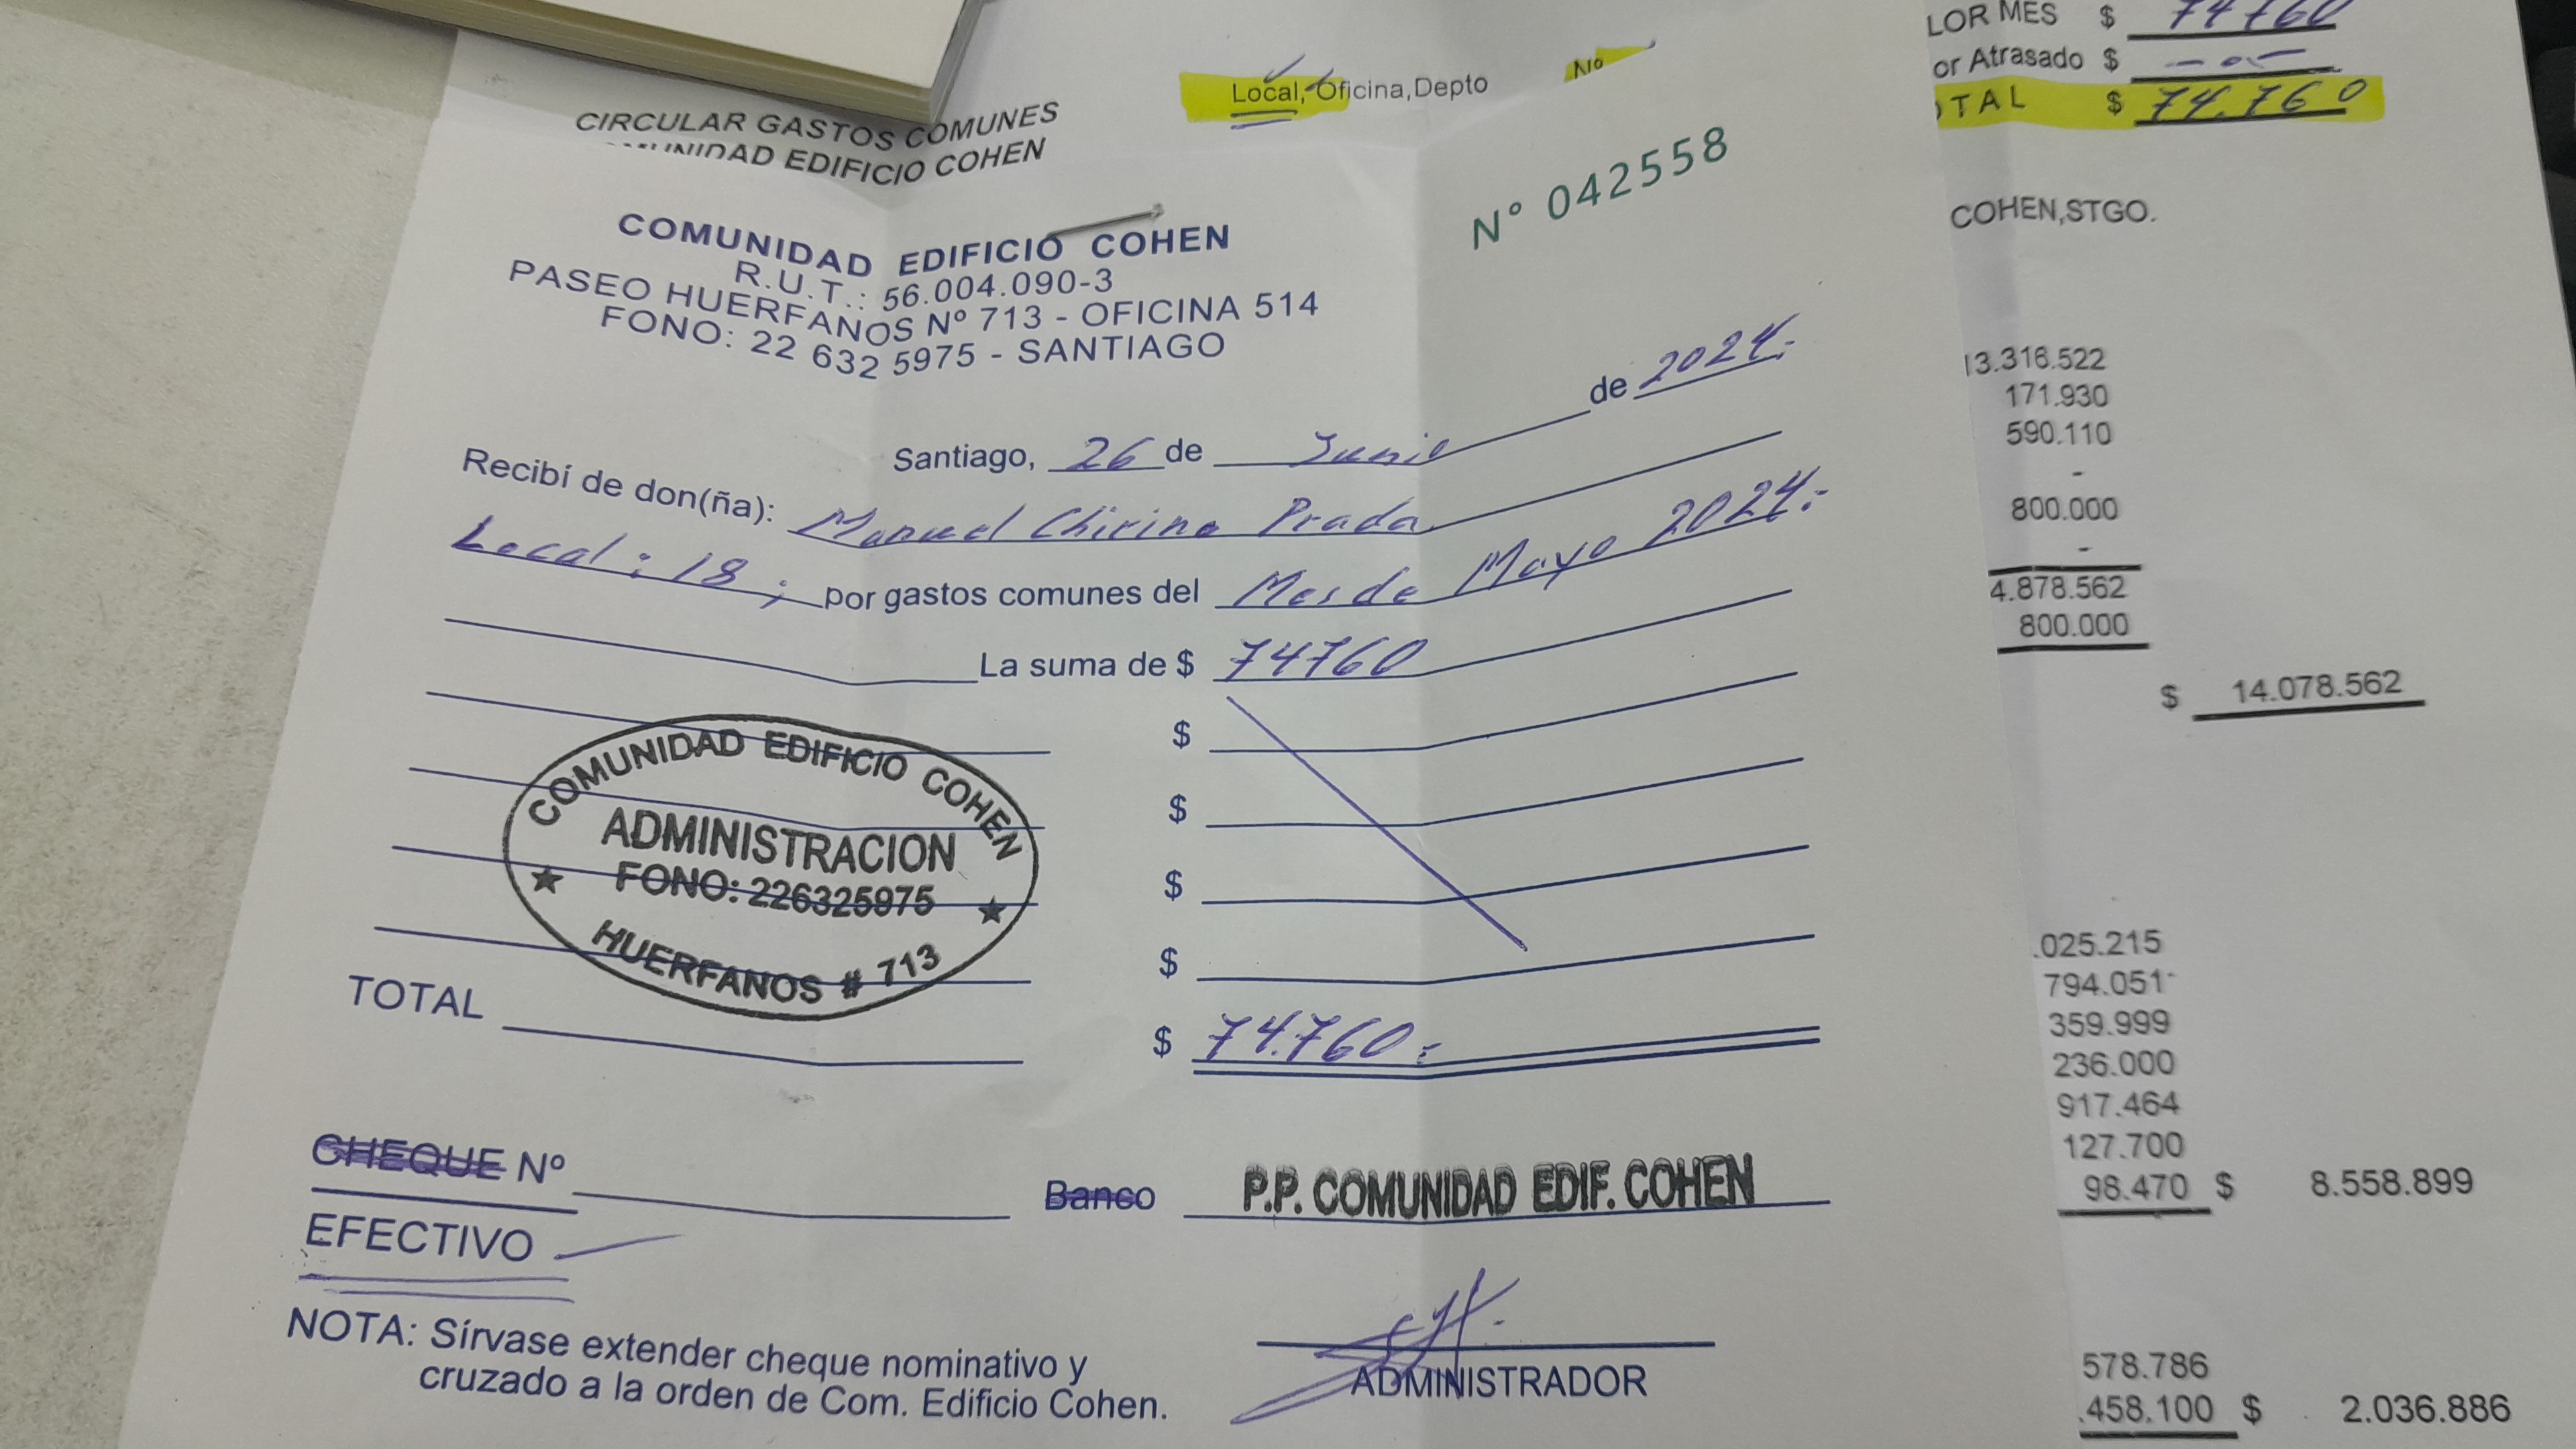 CIRCULAR GASTOS COMUNES
COMUNIDAD EDIFICIO COHEN
Local, Oficina, Depto Nº
LOR MES $ 74760
or Atrasado $ -0-
OTAL $ 74.760
COHEN,STGO.
COMUNIDAD EDIFICIO COHEN
R.U.T.: 56.004.090-3
PASEO HUERFANOS Nº 713 - OFICINA 514
FONO: 22 632 5975 - SANTIAGO
Nº 042558
Santiago, 26 de Junio de 2024.-
Recibí de don(ña): Manuel Chirino Prada
Local: 18; por gastos comunes del Mes de Mayo 2024.-
La suma de $ 74760
$
$
$
$
TOTAL $ 74.760.-
COMUNIDAD EDIFICIO COHEN
ADMINISTRACION
FONO: 226325975
HUERFANOS # 713
CHEQUE Nº Banco
EFECTIVO
P.P. COMUNIDAD EDIF. COHEN
NOTA: Sírvase extender cheque nominativo y
cruzado a la orden de Com. Edificio Cohen.
ADMINISTRADOR
13.316.522
171.930
590.110
-
800.000
-
4.878.562
800.000
$ 14.078.562
.025.215
794.051
359.999
236.000
917.464
127.700
98.470 $ 8.558.899
578.786
.458.100 $ 2.036.886